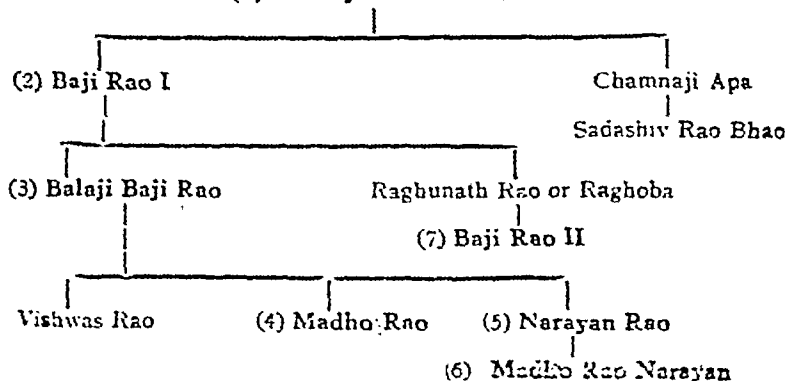 (2) Baji Rao I Chamnaji Apa
Sadashiv Rao Bhao
(3) Balaji Baji Rao Raghunath Rao or Raghoba
(7) Baji Rao II
Vishwas Rao (4) Madho Rao (5) Narayan Rao
(6) Madho Rao Narayan